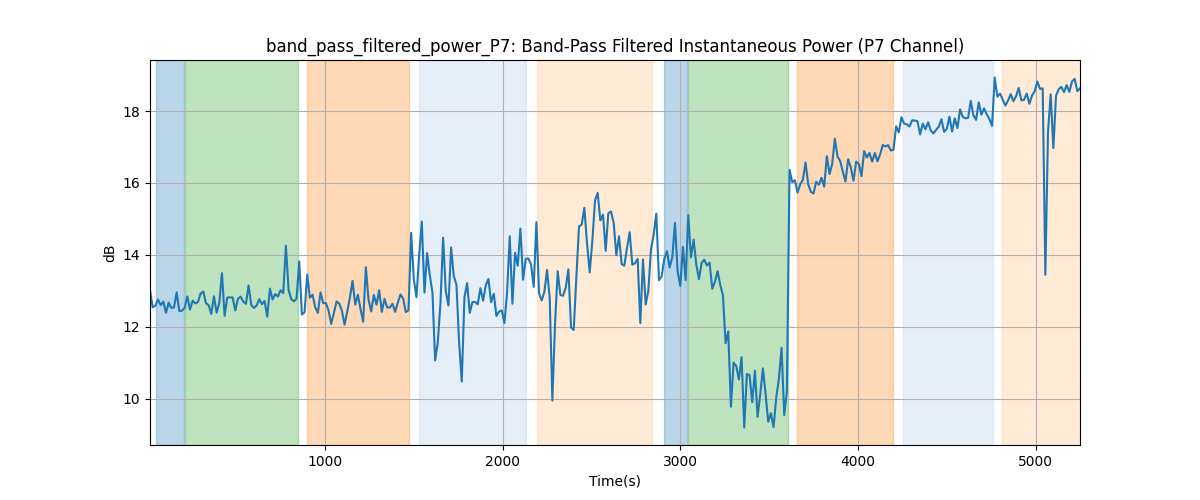 band_pass_filtered_power_P7: Band-Pass Filtered Instantaneous Power (P7 Channel)
18
16
14
12
10
dB
1000 2000 3000 4000 5000
Time(s)